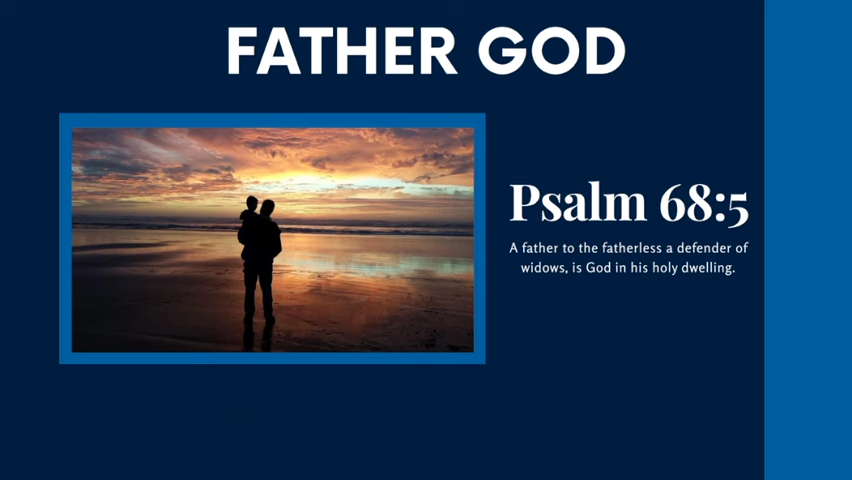 FATHER GOD
Psalm 68:5
A father to the fatherless a defender of
widows, is God in his holy dwelling.